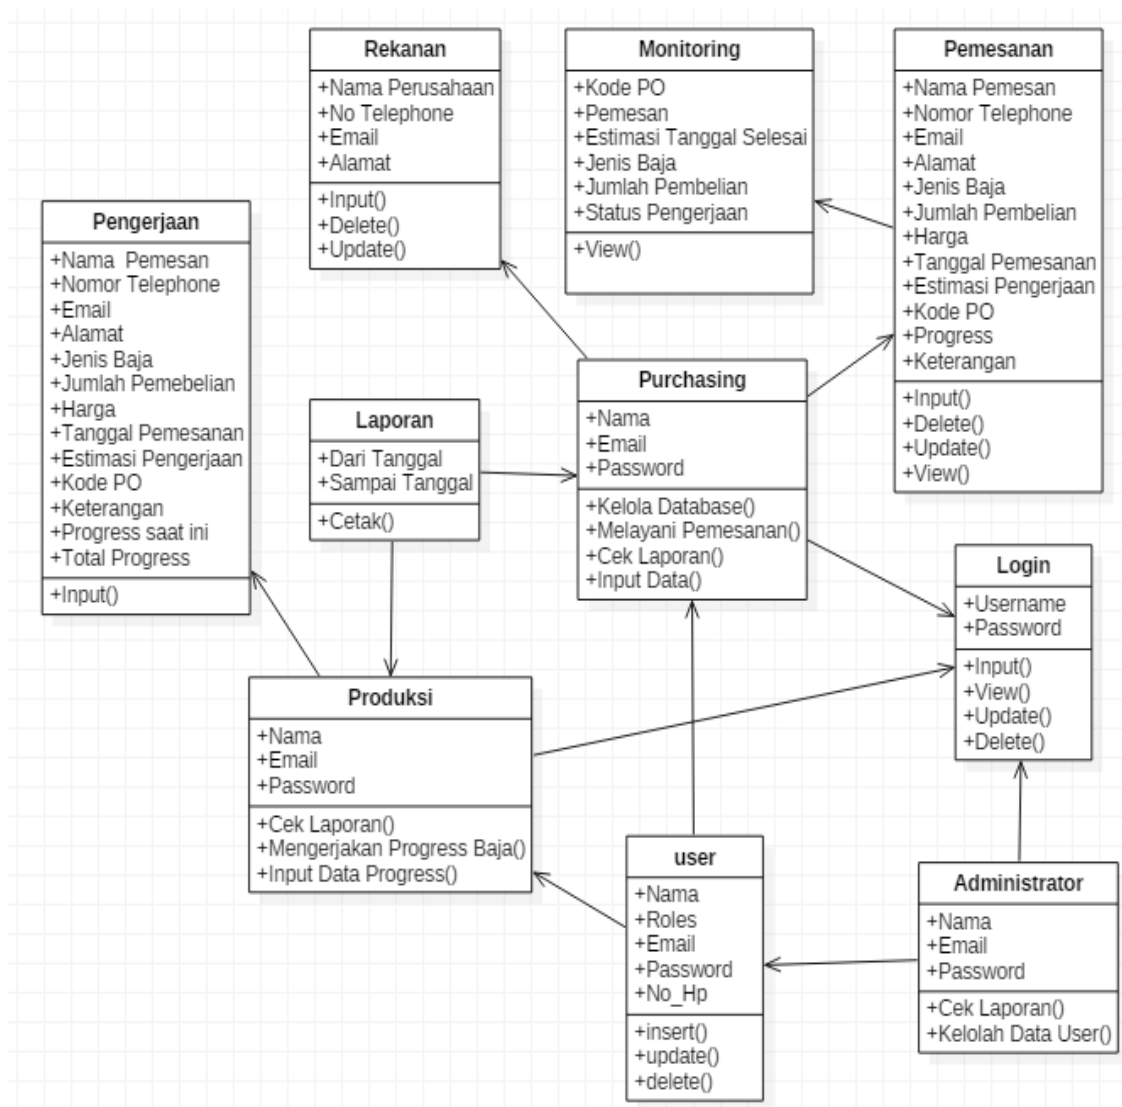 Rekanan
+Nama Perusahaan
+No Telephone
+Email
+Alamat
+Input()
+Delete()
+Update()
Monitoring
+Kode PO
+Pemesan
+Estimasi Tanggal Selesai
+Jenis Baja
+Jumlah Pembelian
+Status Pengerjaan
+View()
Pemesanan
+Nama Pemesan
+Nomor Telephone
+Email
+Alamat
+Jenis Baja
+Jumlah Pembelian
+Harga
+Tanggal Pemesanan
+Estimasi Pengerjaan
+Kode PO
+Progress
+Keterangan
+Input()
+Delete()
+Update()
+View()
Pengerjaan
+Nama Pemesan
+Nomor Telephone
+Email
+Alamat
+Jenis Baja
+Jumlah Pemebelian
+Harga
+Tanggal Pemesanan
+Estimasi Pengerjaan
+Kode PO
+Keterangan
+Progress saat ini
+Total Progress
+Input()
Laporan
+Dari Tanggal
+Sampai Tanggal
+Cetak()
Purchasing
+Nama
+Email
+Password
+Kelola Database()
+Melayani Pemesanan()
+Cek Laporan()
+Input Data()
Login
+Username
+Password
+Input()
+View()
+Update()
+Delete()
Produksi
+Nama
+Email
+Password
+Cek Laporan()
+Mengerjakan Progress Baja()
+Input Data Progress()
user
+Nama
+Roles
+Email
+Password
+No_Hp
+insert()
+update()
+delete()
Administrator
+Nama
+Email
+Password
+Cek Laporan()
+Kelolah Data User()